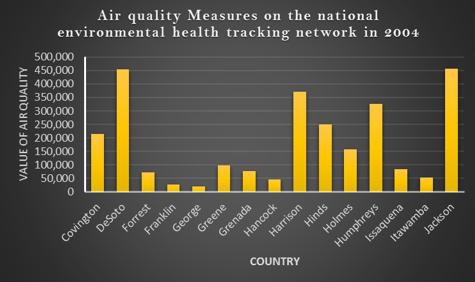 Air quality Measures on the national
environmental health tracking network in 2004
500,000
450,000
400,000
350,000
300,000
250,000
200,000
150,000
100,000
50,000
0
VALUE OF AIR QUALITY
Covington
DeSoto
Forrest
Franklin
George
Greene
Grenada
Hancock
Harrison
Hinds
Holmes
Humphreys
Issaquena
Itawamba
Jackson
COUNTRY